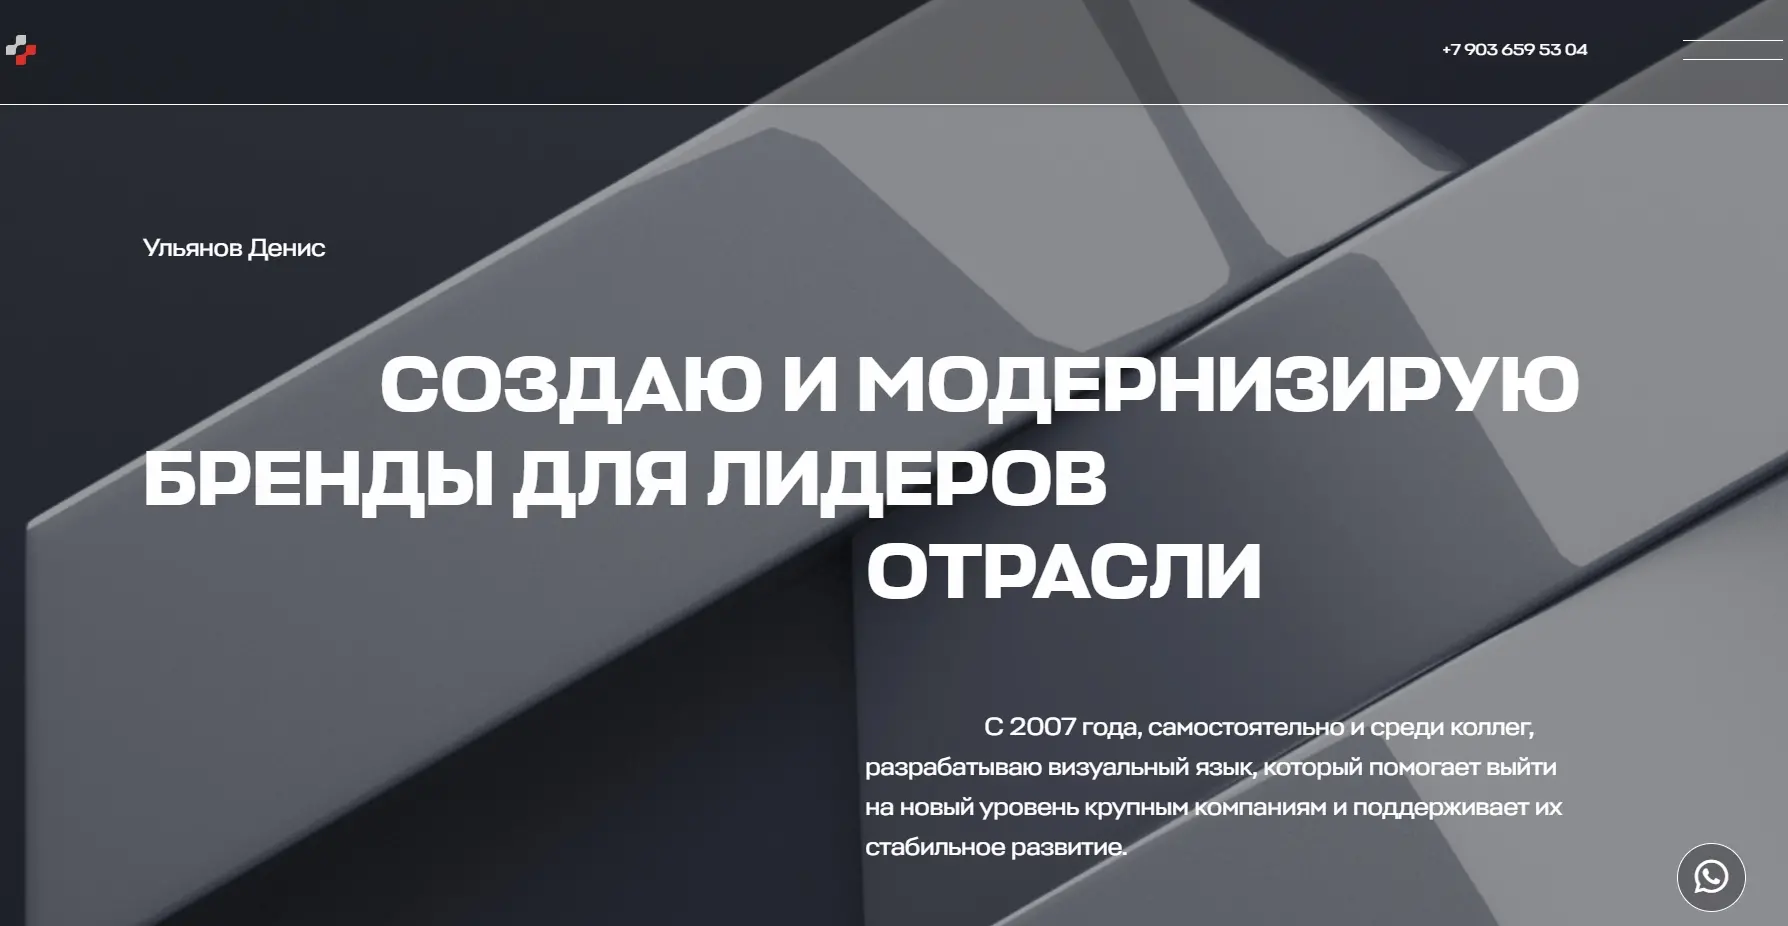 +7 903 659 53 04
Ульянов Денис
СОЗДАЮ И МОДЕРНИЗИРУЮ
БРЕНДЫ ДЛЯ ЛИДЕРОВ
ОТРАСЛИ
С 2007 года, самостоятельно и среди коллег,
разрабатываю визуальный язык, который помогает выйти
на новый уровень крупным компаниям и поддерживает их
стабильное развитие.